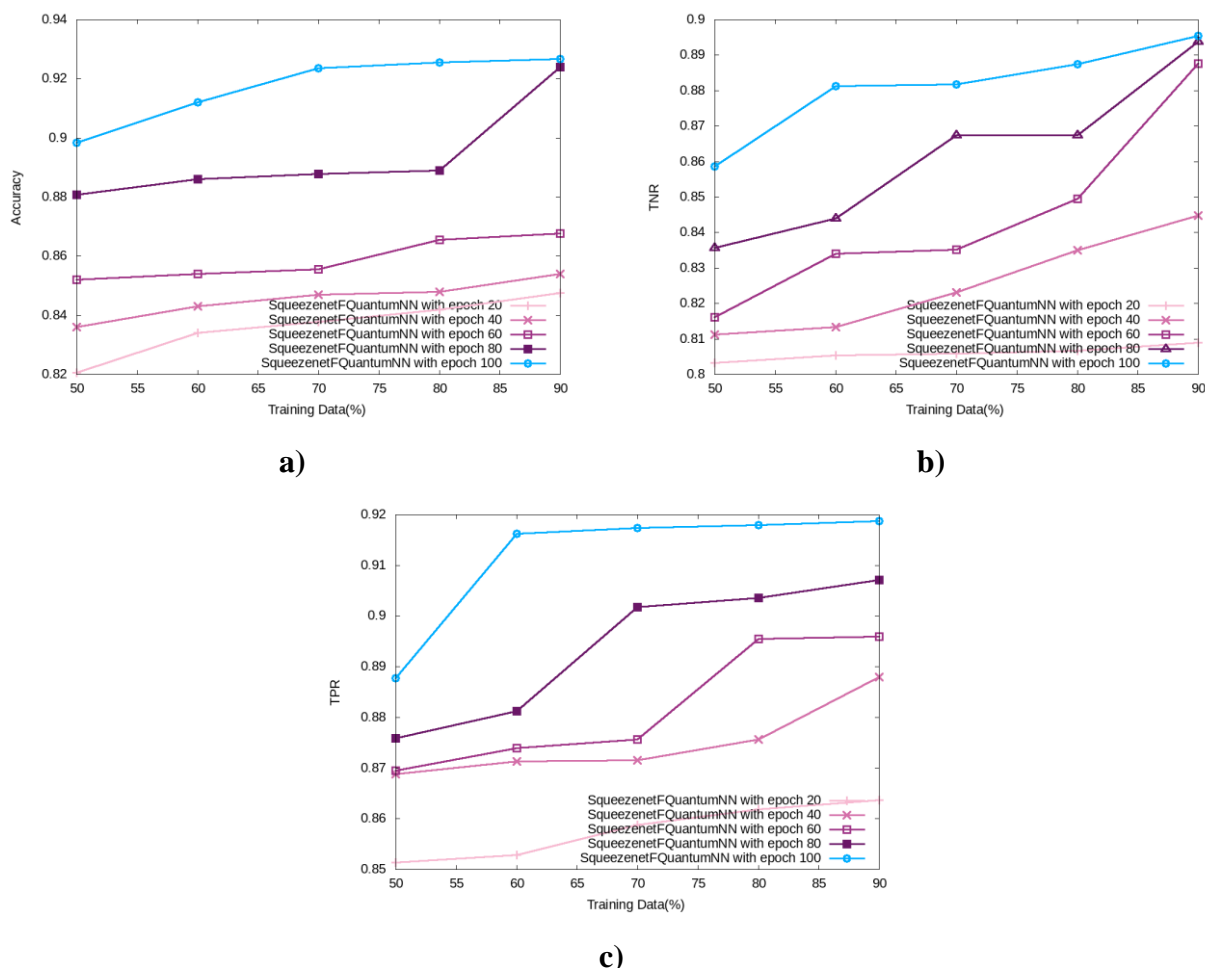 0.94
0.92
0.9
0.88
0.86
0.84
0.82
Accuracy
SqueezenetFQuantumNN with epoch 20
SqueezenetFQuantumNN with epoch 40
SqueezenetFQuantumNN with epoch 60
SqueezenetFQuantumNN with epoch 80
SqueezenetFQuantumNN with epoch 100
50 55 60 65 70 75 80 85 90
Training Data(%)
a)
0.9
0.89
0.88
0.87
0.86
0.85
0.84
0.83
0.82
0.81
0.8
TNR
SqueezenetFQuantumNN with epoch 20
SqueezenetFQuantumNN with epoch 40
SqueezenetFQuantumNN with epoch 60
SqueezenetFQuantumNN with epoch 80
SqueezenetFQuantumNN with epoch 100
50 55 60 65 70 75 80 85 90
Training Data(%)
b)
0.92
0.91
0.9
0.89
0.88
0.87
0.86
0.85
TPR
SqueezenetFQuantumNN with epoch 20
SqueezenetFQuantumNN with epoch 40
SqueezenetFQuantumNN with epoch 60
SqueezenetFQuantumNN with epoch 80
SqueezenetFQuantumNN with epoch 100
50 55 60 65 70 75 80 85 90
Training Data(%)
c)